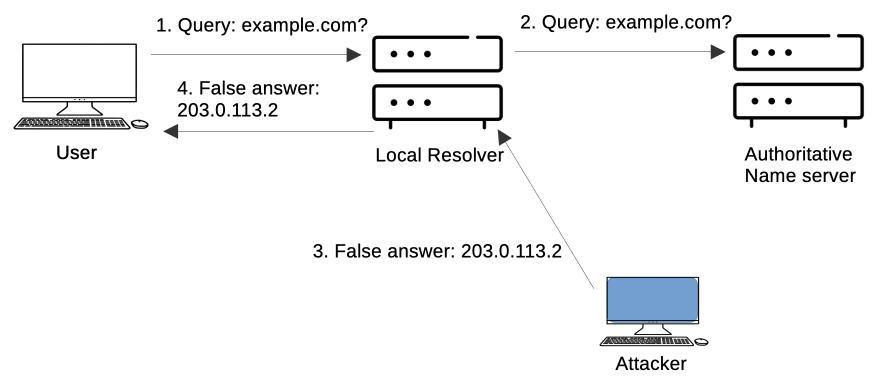 1. Query: example.com?
2. Query: example.com?
4. False answer:
203.0.113.2
User
Local Resolver
Authoritative
Name server
3. False answer: 203.0.113.2
Attacker